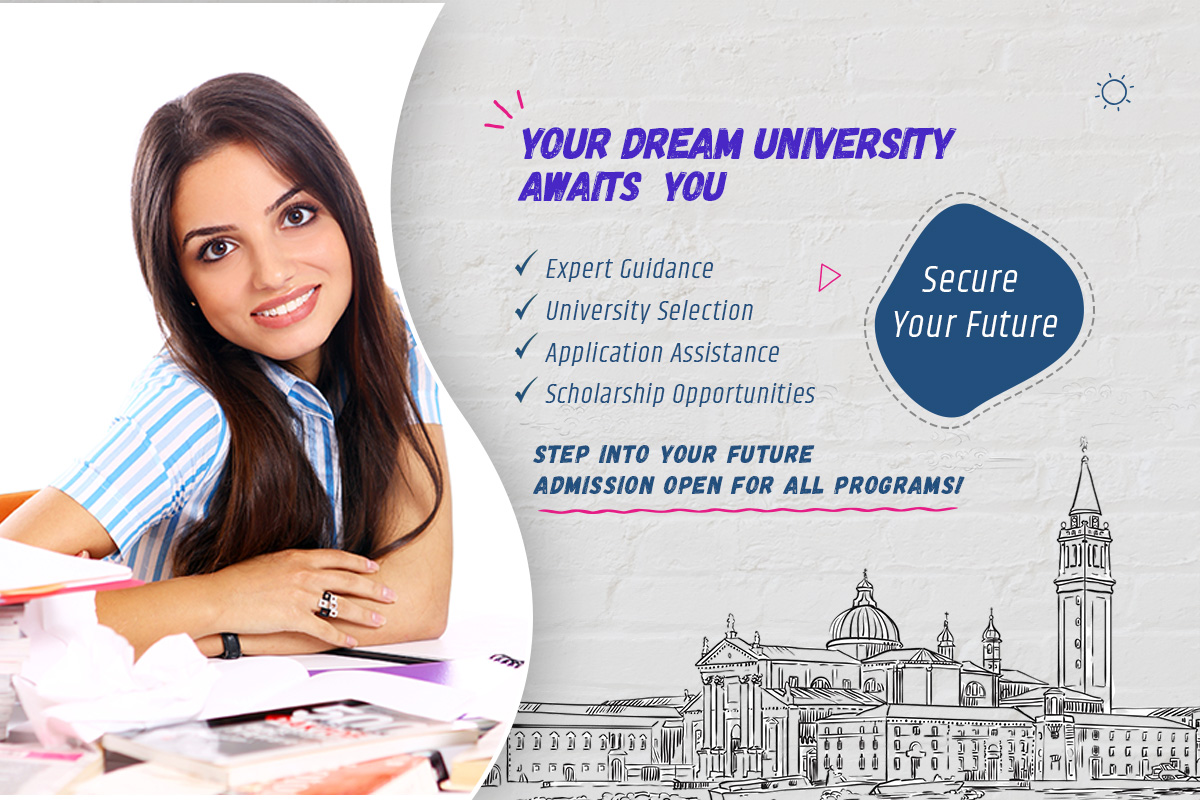 YOUR DREAM UNIVERSITY
AWAITS YOU
Expert Guidance
University Selection
Application Assistance
Scholarship Opportunities
Secure
Your Future
STEP INTO YOUR FUTURE
ADMISSION OPEN FOR ALL PROGRAMS!